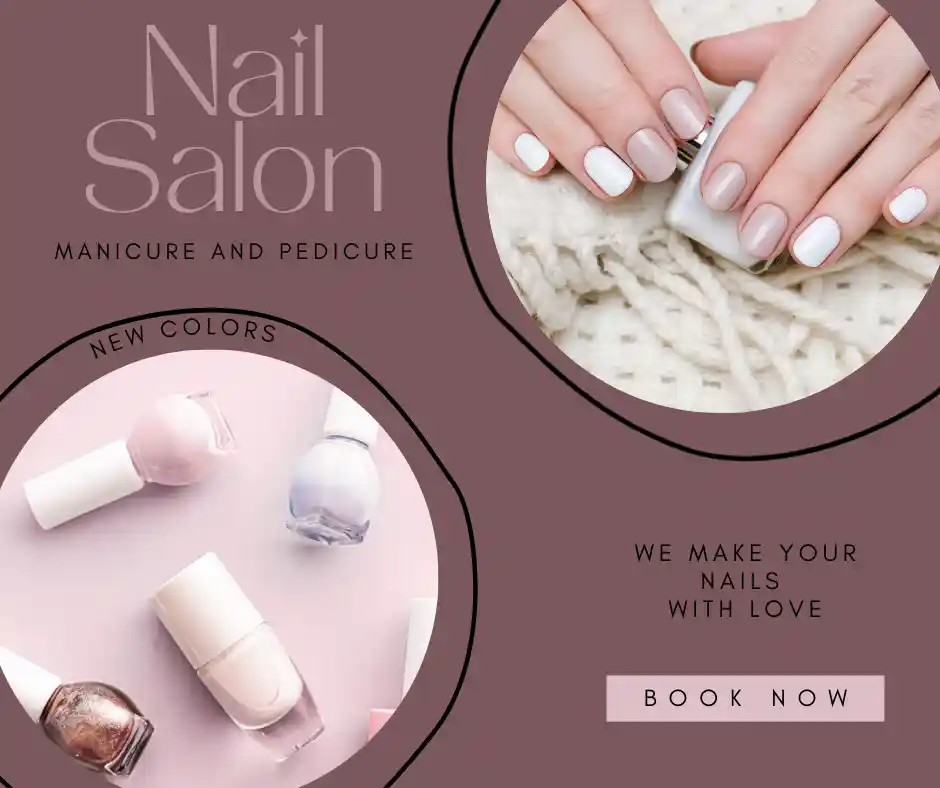 Nail
Salon
MANICURE AND PEDICURE
NEW COLORS
WE MAKE YOUR
NAILS
WITH LOVE
BOOK NOW